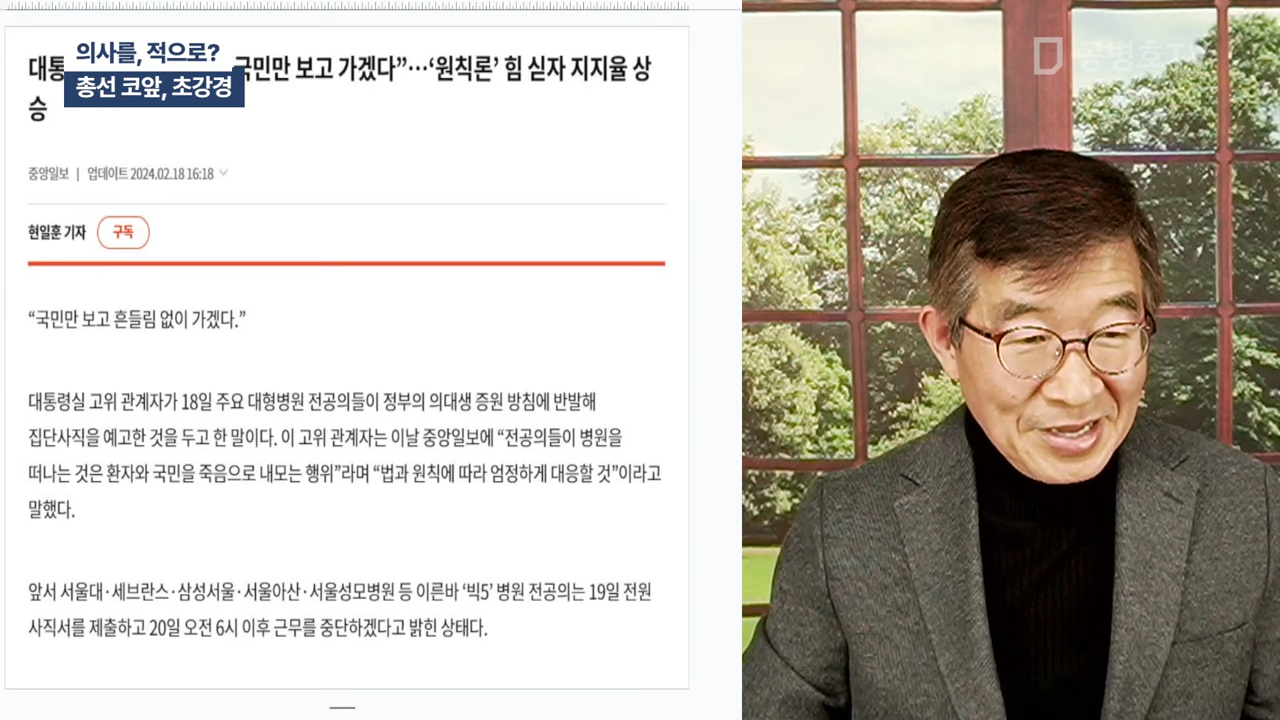 의사를, 적으로?
총선 코앞, 초강경
대통 국민만 보고 가겠다”…‘원칙론’ 힘 싣자 지지율 상
승
중앙일보 | 업데이트 2024.02.18 16:18
현일훈 기자 구독
“국민만 보고 흔들림 없이 가겠다.”
대통령실 고위 관계자가 18일 주요 대형병원 전공의들이 정부의 의대생 증원 방침에 반발해
집단사직을 예고한 것을 두고 한 말이다. 이 고위 관계자는 이날 중앙일보에 “전공의들이 병원을
떠나는 것은 환자와 국민을 죽음으로 내모는 행위”라며 “법과 원칙에 따라 엄정하게 대응할 것”이라고
말했다.
앞서 서울대·세브란스·삼성서울·서울아산·서울성모병원 등 이른바 ‘빅5’ 병원 전공의는 19일 전원
사직서를 제출하고 20일 오전 6시 이후 근무를 중단하겠다고 밝힌 상태다.
공병호TV